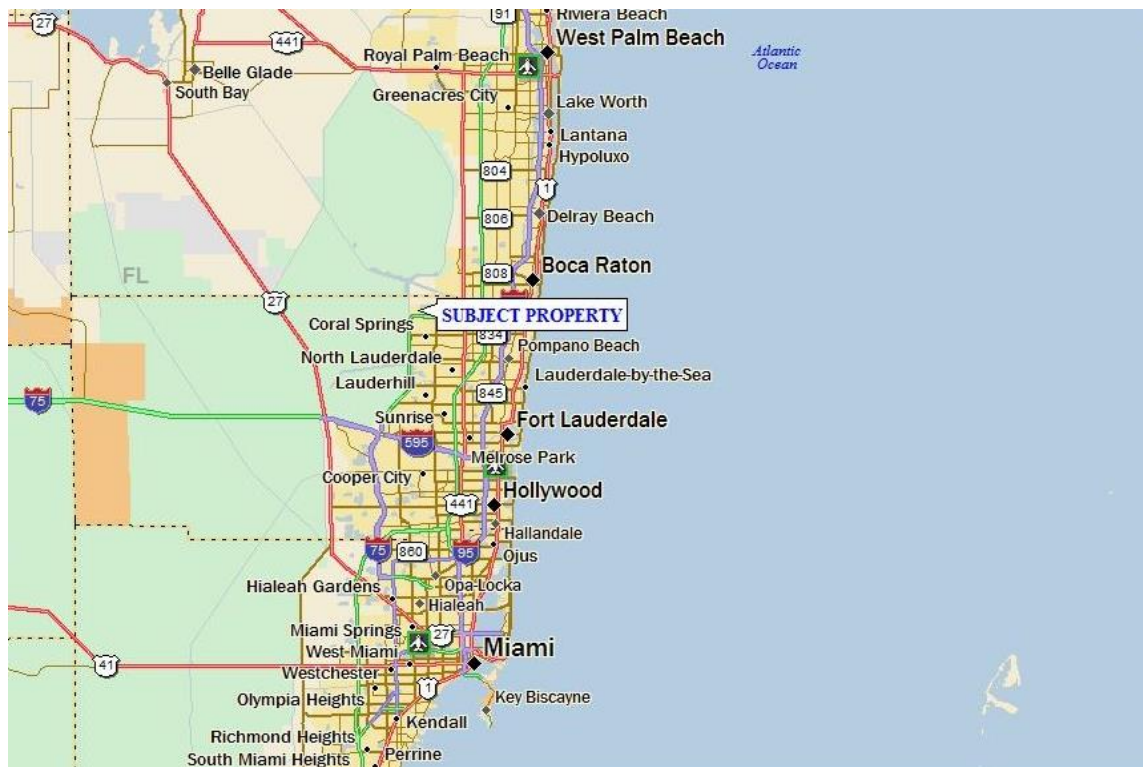 91
Riviera Beach
27
441
West Palm Beach
Royal Palm Beach
Atlantic
Ocean
Belle Glade
South Bay
Greenacres City
Lake Worth
Lantana
Hypoluxo
804
1
806
Delray Beach
Boca Raton
808
FL
27
SUBJECT PROPERTY
Coral Springs
834
Pompano Beach
North Lauderdale
Lauderhill
Lauderdale-by-the-Sea
845
75
Sunrise
Fort Lauderdale
595
Melrose Park
Cooper City
Hollywood
441
Hallandale
75
860
95
Ojus
Hialeah Gardens
Opa-Locka
Hialeah
Miami Springs
27
West-Miami
Miami
41
Westchester
Olympia Heights
1
Key Biscayne
Kendall
Richmond Heights
South Miami Heights
Perrine